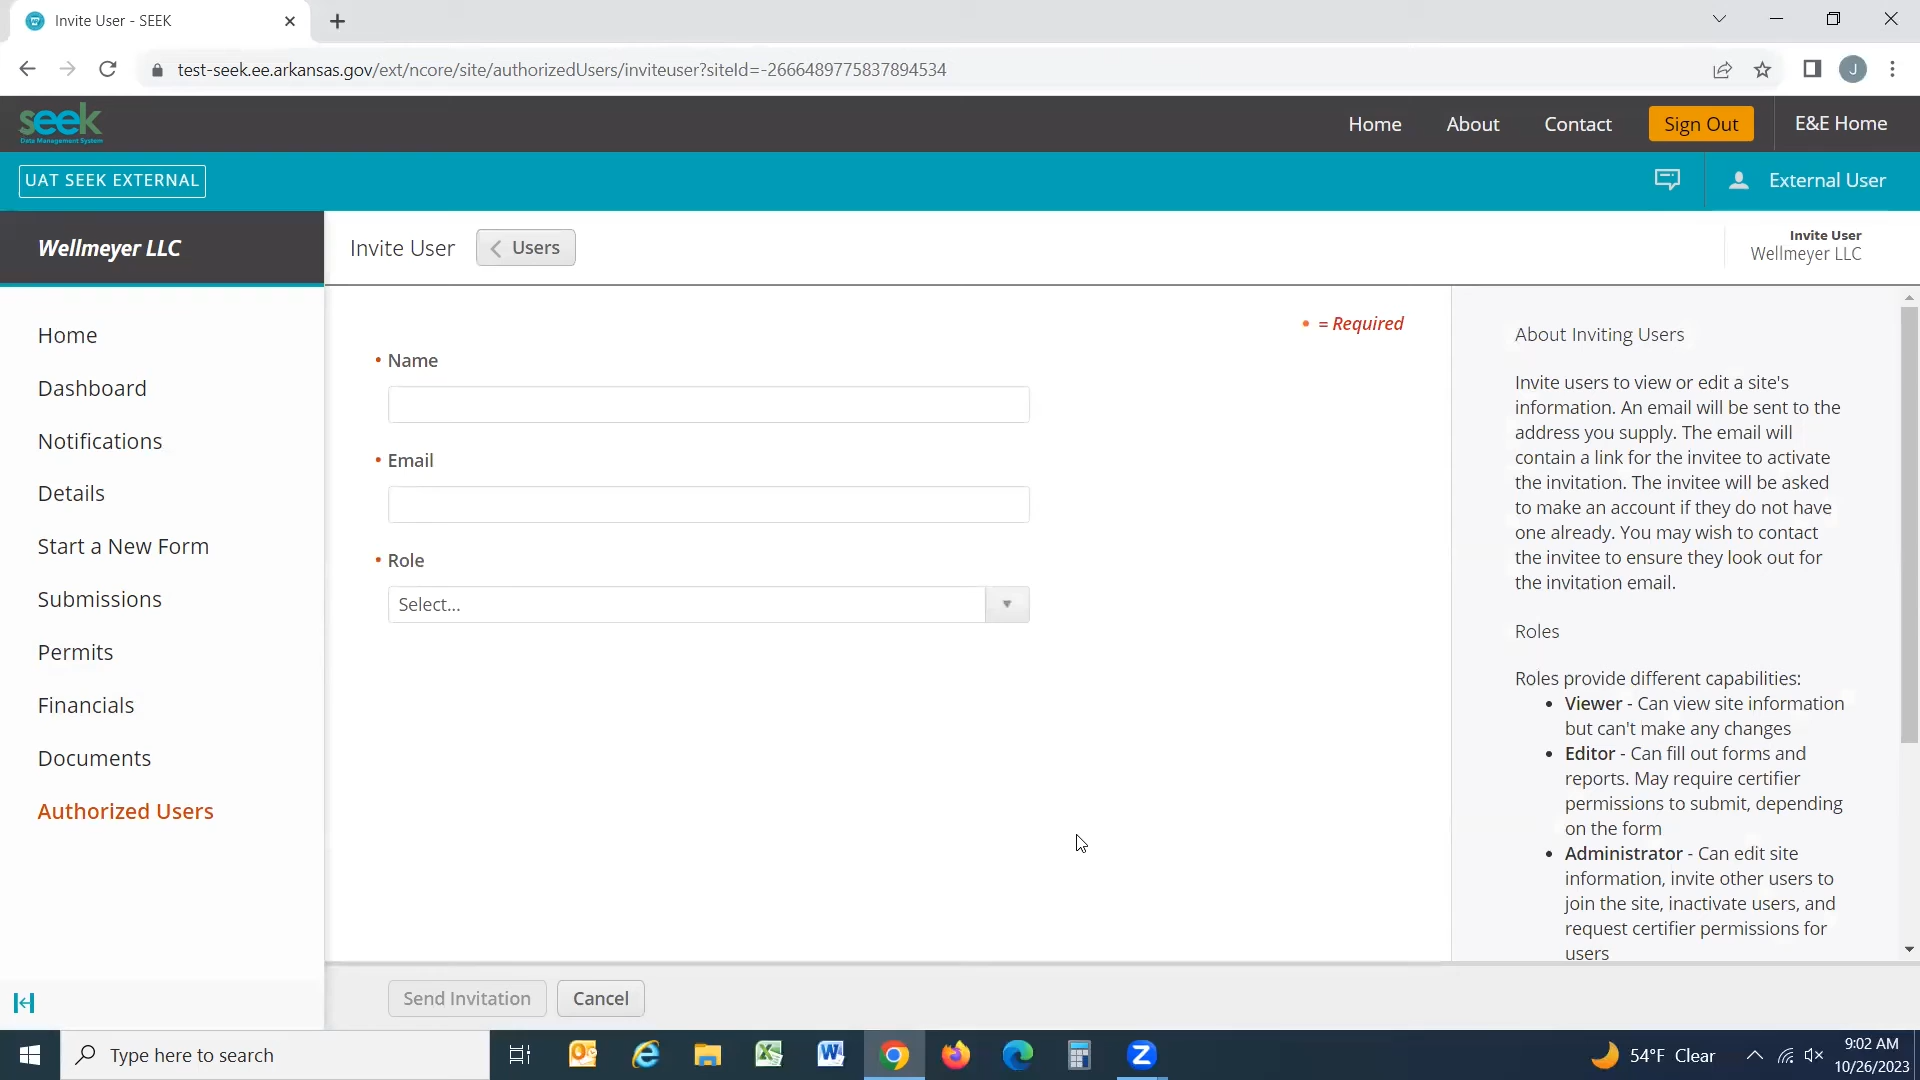 Invite User - SEEK
test-seek.ee.arkansas.gov/ext/ncore/site/authorizedUsers/inviteuser?siteId=-2666489775837894534
J
seek
Data Management System
Home
About
Contact
Sign Out
E&E Home
UAT SEEK EXTERNAL
External User
Wellmeyer LLC
Invite User
Users
Invite User
Wellmeyer LLC
Home
Dashboard
Notifications
Details
Start a New Form
Submissions
Permits
Financials
Documents
Authorized Users
• = Required
• Name
• Email
• Role
Select...
About Inviting Users
Invite users to view or edit a site's
information. An email will be sent to the
address you supply. The email will
contain a link for the invitee to activate
the invitation. The invitee will be asked
to make an account if they do not have
one already. You may wish to contact
the invitee to ensure they look out for
the invitation email.
Roles
Roles provide different capabilities:
• Viewer - Can view site information
but can't make any changes
• Editor - Can fill out forms and
reports. May require certifier
permissions to submit, depending
on the form
• Administrator - Can edit site
information, invite other users to
join the site, inactivate users, and
request certifier permissions for
users
Send Invitation
Cancel
Type here to search
54°F Clear
9:02 AM
10/26/2023